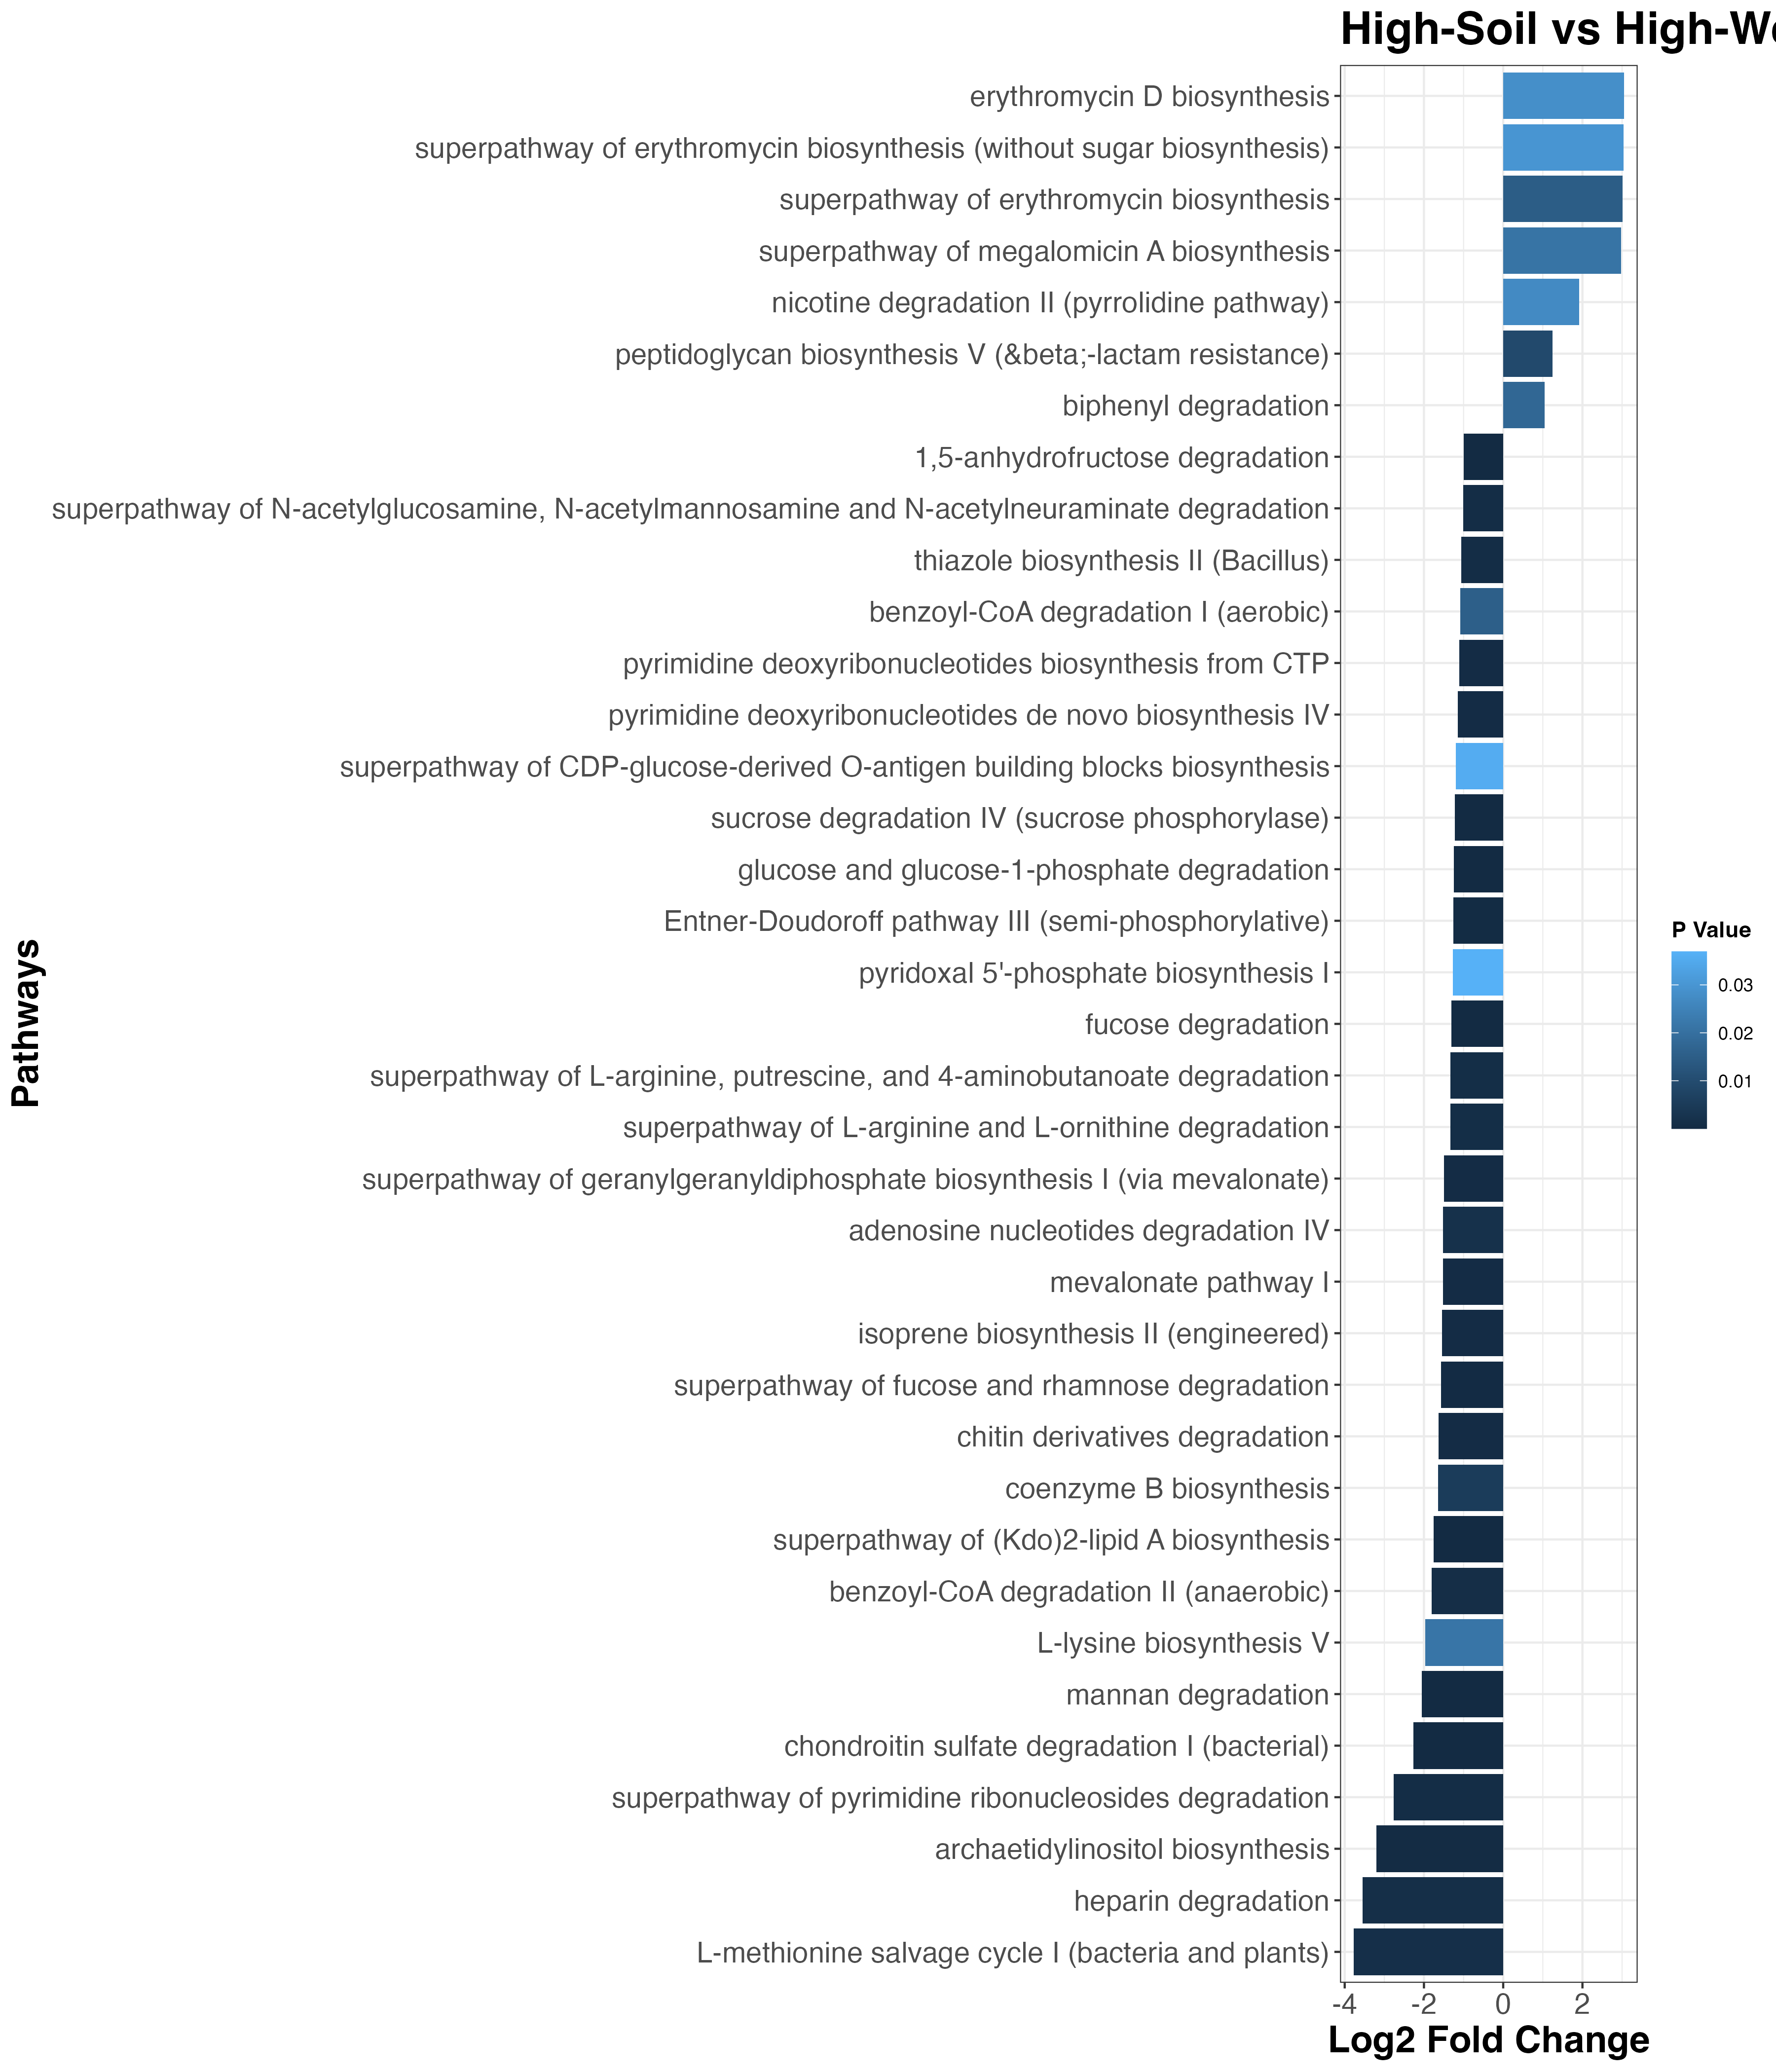 High-Soil vs High-W
erythromycin D biosynthesis
superpathway of erythromycin biosynthesis (without sugar biosynthesis)
superpathway of erythromycin biosynthesis
superpathway of megalomicin A biosynthesis
nicotine degradation II (pyrrolidine pathway)
peptidoglycan biosynthesis V (&beta;-lactam resistance)
biphenyl degradation
1,5-anhydrofructose degradation
superpathway of N-acetylglucosamine, N-acetylmannosamine and N-acetylneuraminate degradation
thiazole biosynthesis II (Bacillus)
benzoyl-CoA degradation I (aerobic)
pyrimidine deoxyribonucleotides biosynthesis from CTP
pyrimidine deoxyribonucleotides de novo biosynthesis IV
superpathway of CDP-glucose-derived O-antigen building blocks biosynthesis
sucrose degradation IV (sucrose phosphorylase)
glucose and glucose-1-phosphate degradation
Entner-Doudoroff pathway III (semi-phosphorylative)
pyridoxal 5'-phosphate biosynthesis I
fucose degradation
superpathway of L-arginine, putrescine, and 4-aminobutanoate degradation
superpathway of L-arginine and L-ornithine degradation
superpathway of geranylgeranyldiphosphate biosynthesis I (via mevalonate)
adenosine nucleotides degradation IV
mevalonate pathway I
isoprene biosynthesis II (engineered)
superpathway of fucose and rhamnose degradation
chitin derivatives degradation
coenzyme B biosynthesis
superpathway of (Kdo)2-lipid A biosynthesis
benzoyl-CoA degradation II (anaerobic)
L-lysine biosynthesis V
mannan degradation
chondroitin sulfate degradation I (bacterial)
superpathway of pyrimidine ribonucleosides degradation
archaetidylinositol biosynthesis
heparin degradation
L-methionine salvage cycle I (bacteria and plants)
-4 -2 0 2
Log2 Fold Change
Pathways
P Value
0.03
0.02
0.01